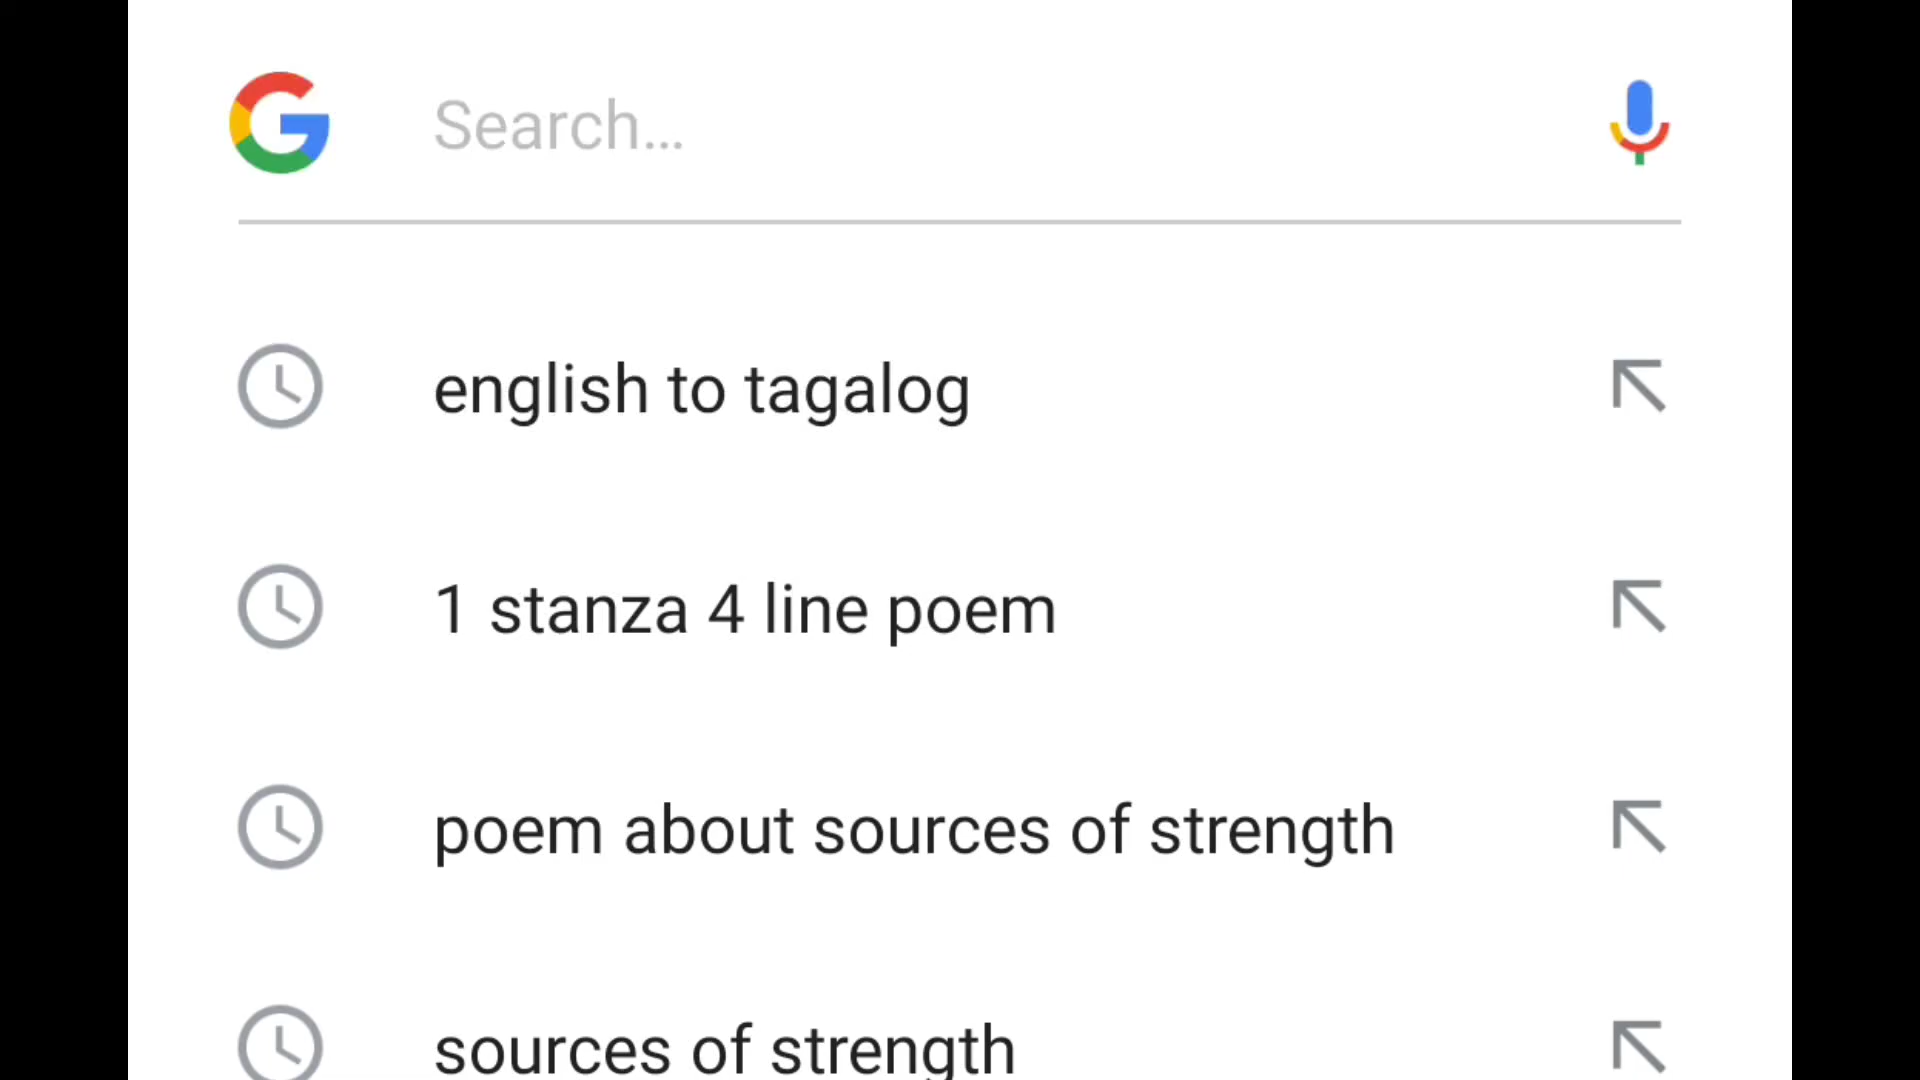 Search...
english to tagalog
1 stanza 4 line poem
poem about sources of strength
sources of strength